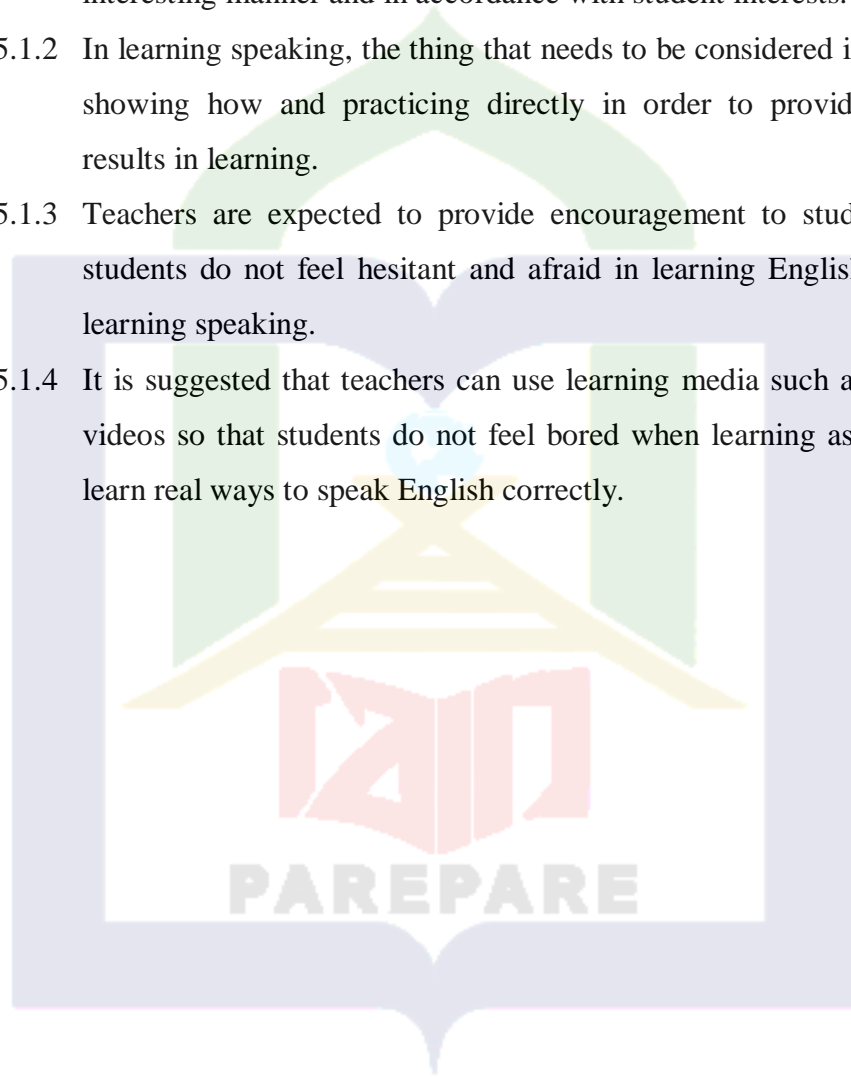 interesting manner and in accordance with student interests.
5.1.2 In learning speaking, the thing that needs to be considered
showing how and practicing directly in order to
results in learning.
5.1.3 Teachers are expected to provide encouragement to
students do not feel hesitant and afraid in learning
learning speaking.
5.1.4 It is suggested that teachers can use learning media such
videos so that students do not feel bored when learning as
learn real ways to speak English correctly.
IAIN
PAREPARE